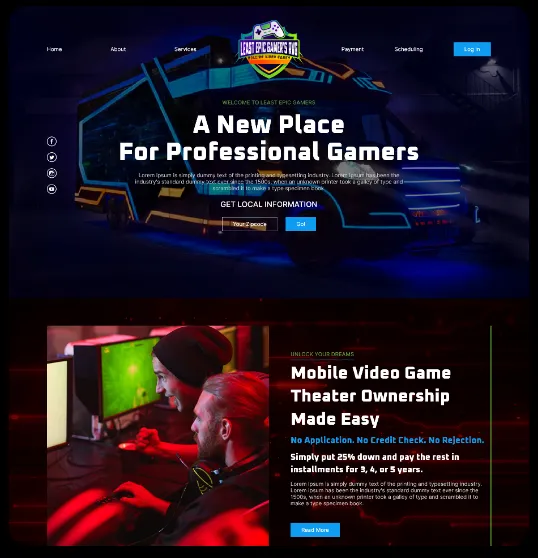 Home
About
Services
LEAST EPIC GAMER'S AVE
Payment
Scheduling
Log In
WELCOME TO LEAST EPIC GAMERS
A New Place
For Professional Gamers
Lorem Ipsum is simply dummy text of the printing and typesetting industry. Lorem Ipsum has been the
industry's standard dummy text ever since the 1500s, when an unknown printer took a galley of type and
scrambled it to make a type specimen book.
GET LOCAL INFORMATION
Your Zipcode
Go!
UNLOCK YOUR DREAMS
Mobile Video Game
Theater Ownership
Made Easy
No Application. No Credit Check. No Rejection.
Simply put 25% down and pay the rest in
installments for 3, 4, or 5 years.
Lorem Ipsum is simply dummy text of the printing and typesetting industry.
Lorem Ipsum has been the industry's standard dummy text ever since the
1500s, when an unknown printer took a galley of type and scrambled it to
make a type specimen book.
Read More